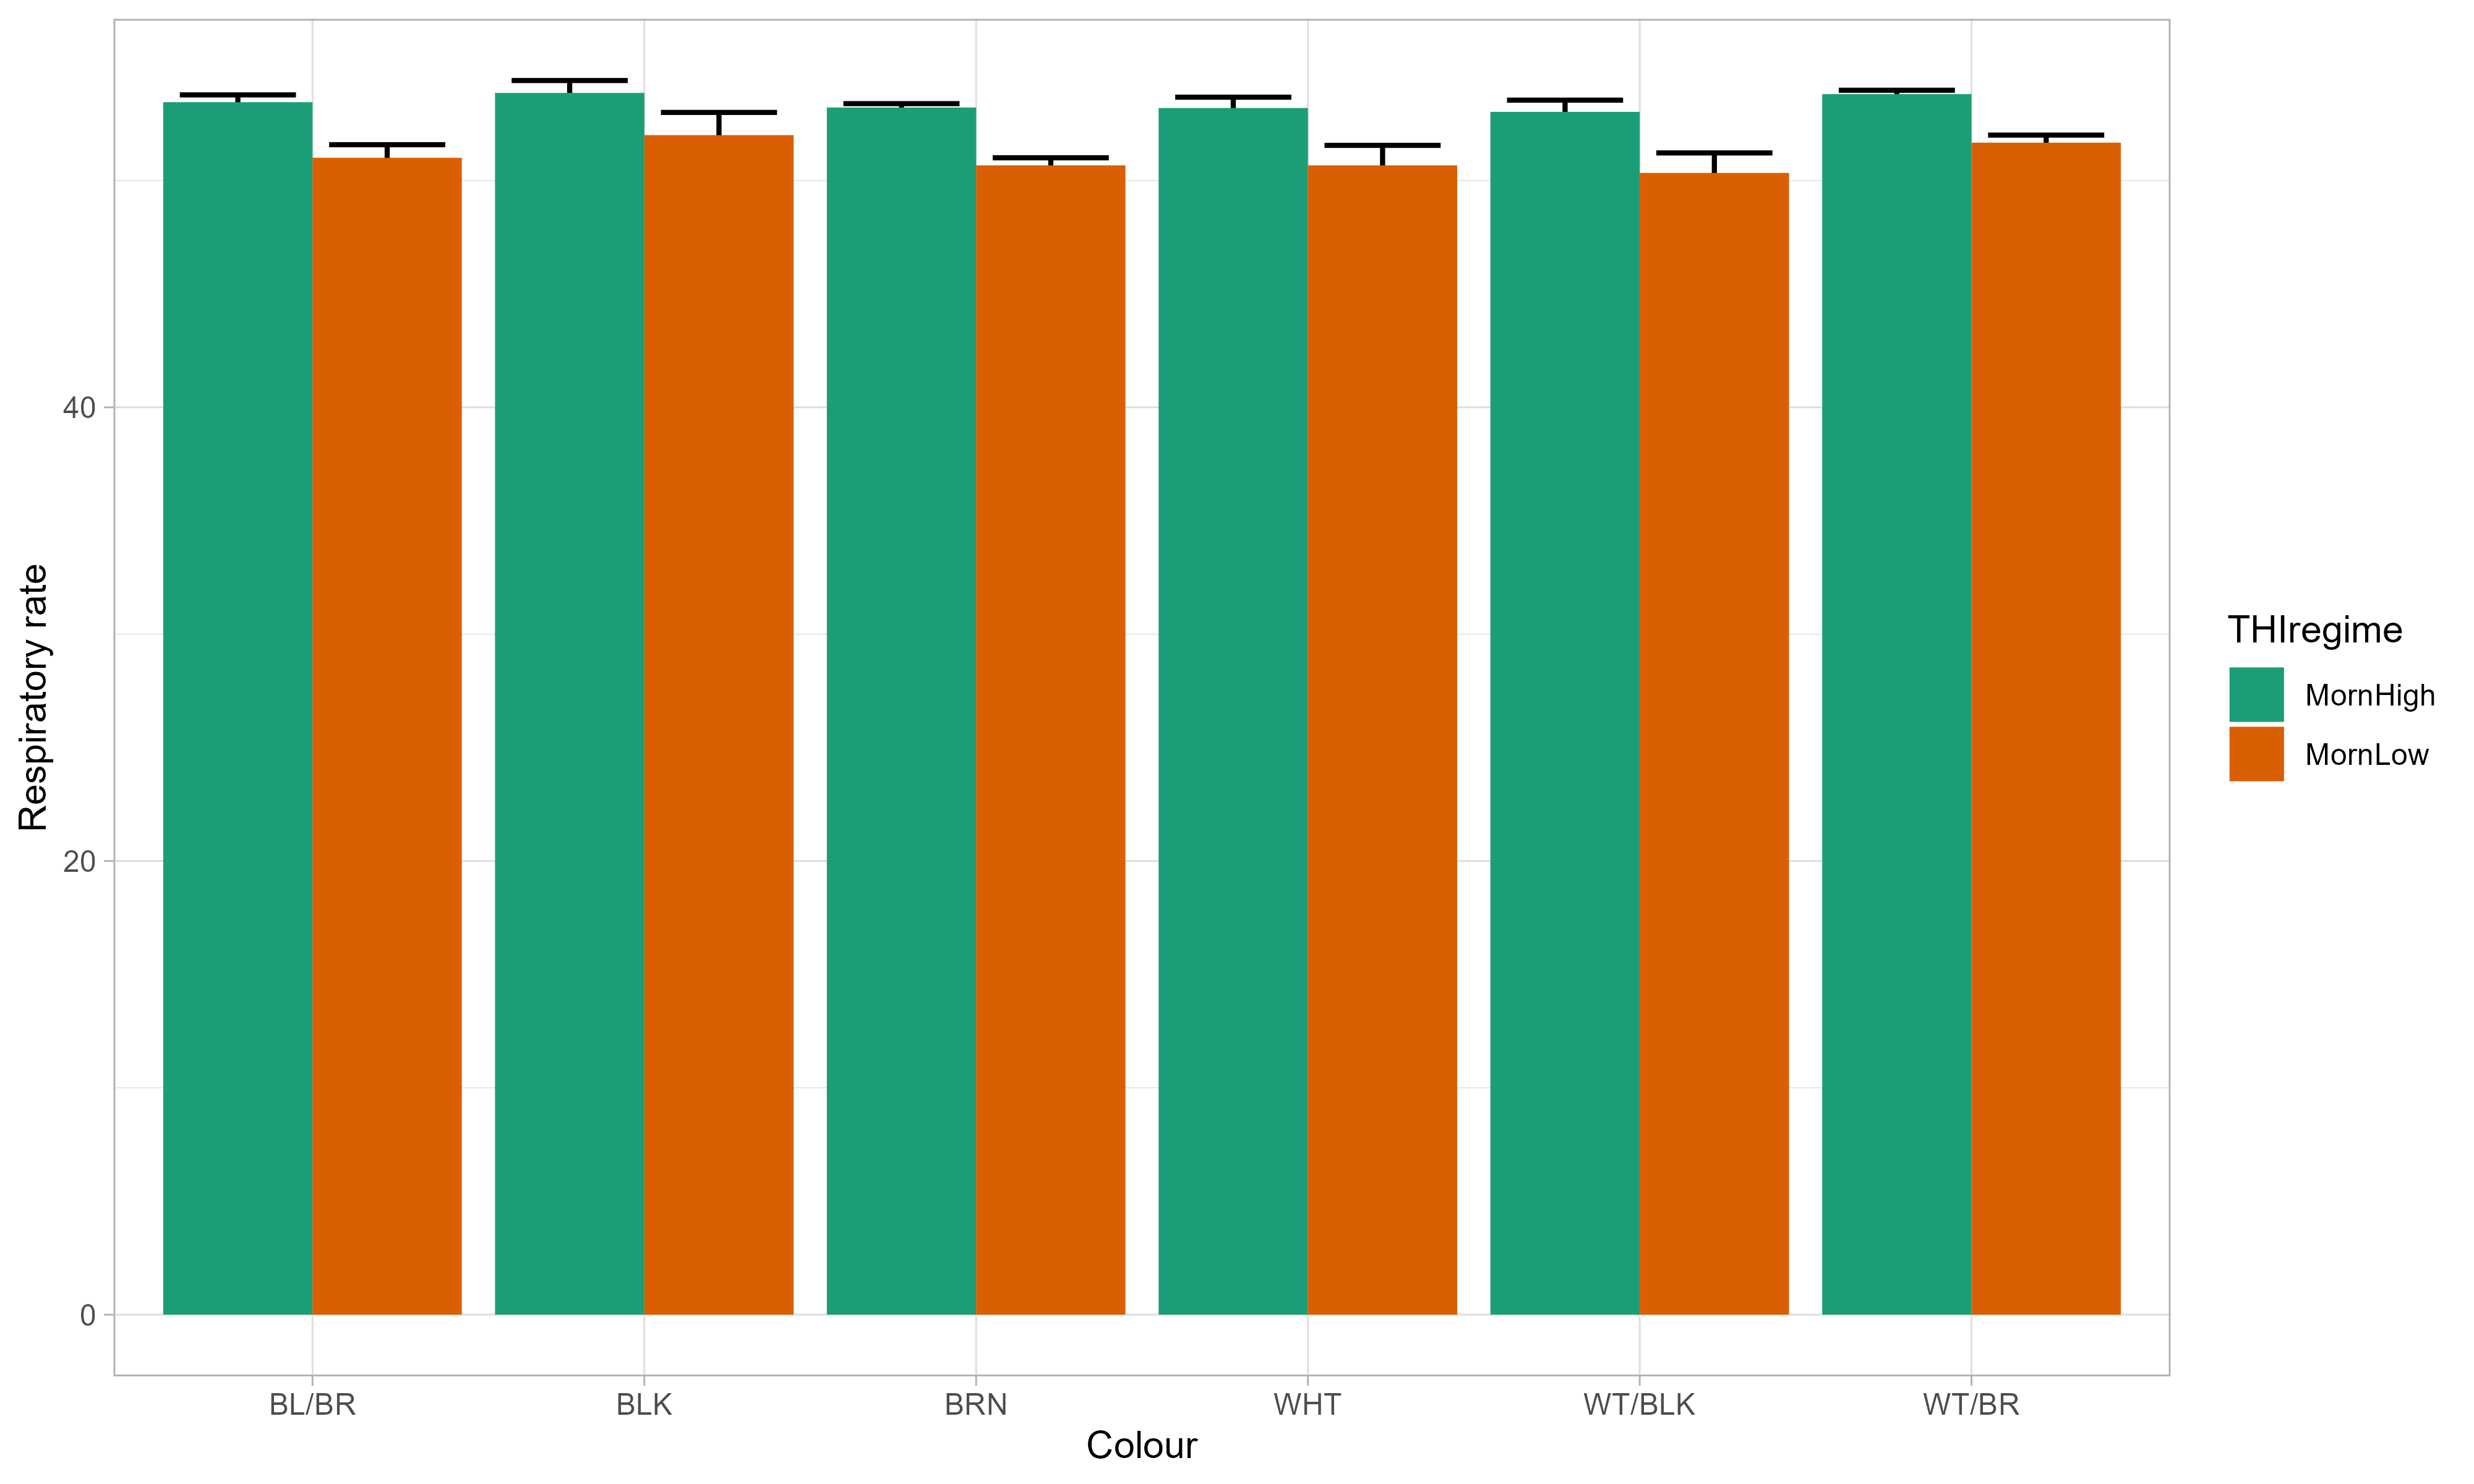 Respiratory rate
40
20
0
BL/BR
BLK
BRN
WHT
WT/BLK
WT/BR
Colour
THIregime
MornHigh
MornLow